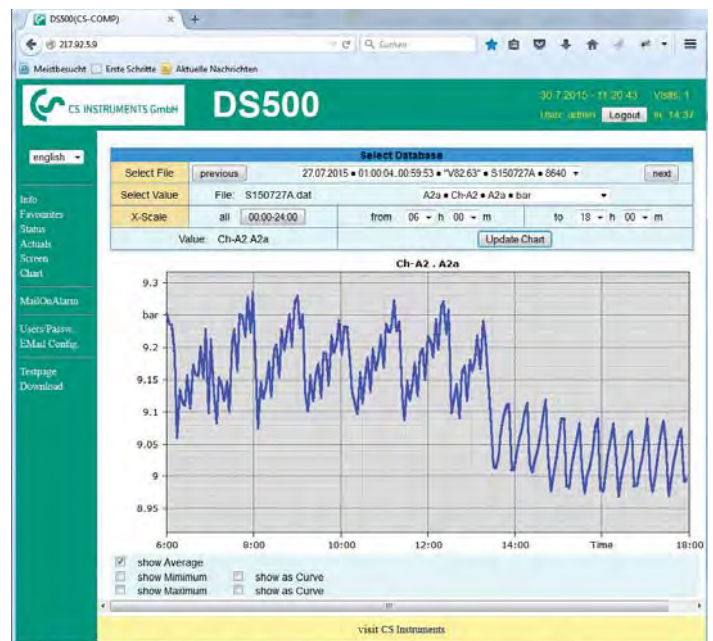 DS500(CS-COMP)
217.92.5.9
Suchen
Meistbesucht Erste Schritte Aktuelle Nachrichten
CS INSTRUMENTS GmbH
DS500
30.7.2015 - 11:20:43 Visits: 1
User: admin Logout in 14:37
english
Info
Favourites
Status
Actuals
Screen
Chart
MailOnAlarm
Users/Passw.
EMail Config.
Testpage
Download
Select Database
Select File previous 27.07.2015 ▪ 01:00:04..00:59:53 ▪ "V82.63" ▪ S150727A ▪ 8640 next
Select Value File: S150727A.dat A2a ▪ Ch-A2 ▪ A2a ▪ bar
X-Scale all 00:00-24:00 from 06 h 00 m to 18 h 00 m
Value: Ch-A2.A2a Update Chart
Ch-A2 . A2a
9.3
bar
9.2
9.15
9.1
9.05
9
8.95
6:00 8:00 10:00 12:00 14:00 Time 18:00
show Average
show Mimimum show as Curve
show Maximum show as Curve
visit CS Instruments